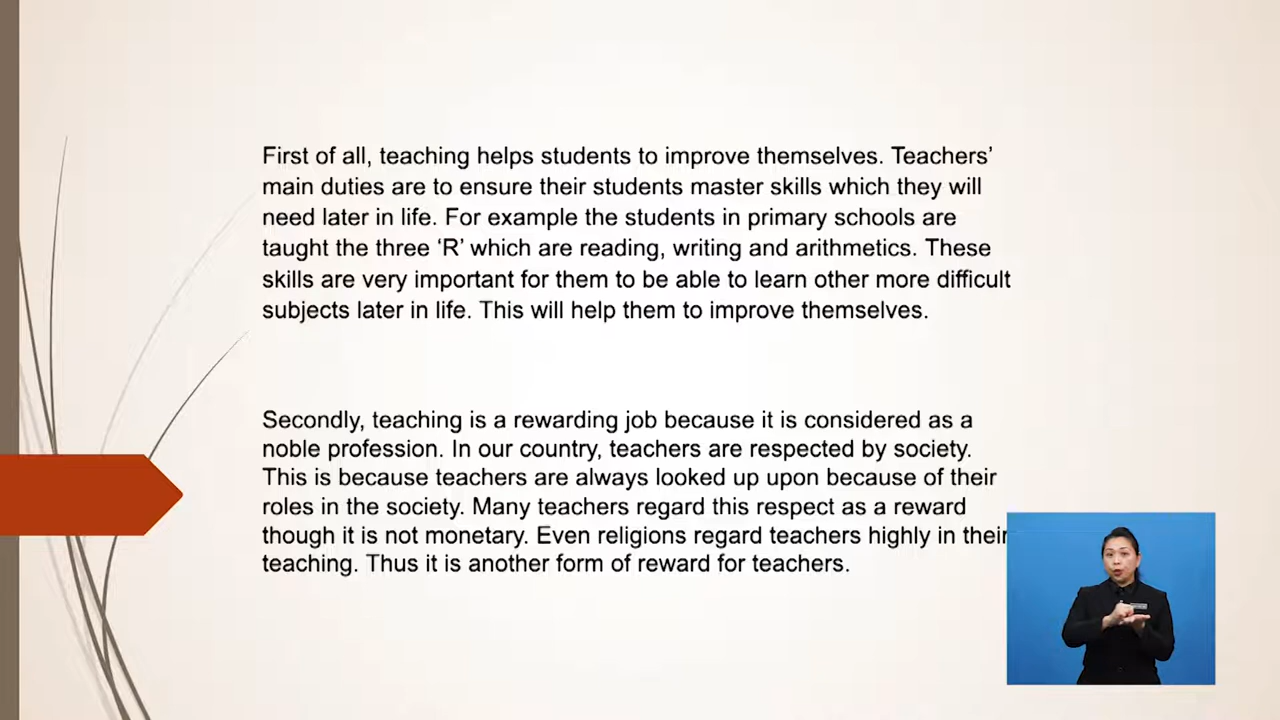 First of all, teaching helps students to improve themselves. Teachers’
main duties are to ensure their students master skills which they will
need later in life. For example the students in primary schools are
taught the three ‘R’ which are reading, writing and arithmetics. These
skills are very important for them to be able to learn other more difficult
subjects later in life. This will help them to improve themselves.
Secondly, teaching is a rewarding job because it is considered as a
noble profession. In our country, teachers are respected by society.
This is because teachers are always looked up upon because of their
roles in the society. Many teachers regard this respect as a reward
though it is not monetary. Even religions regard teachers highly in their
teaching. Thus it is another form of reward for teachers.